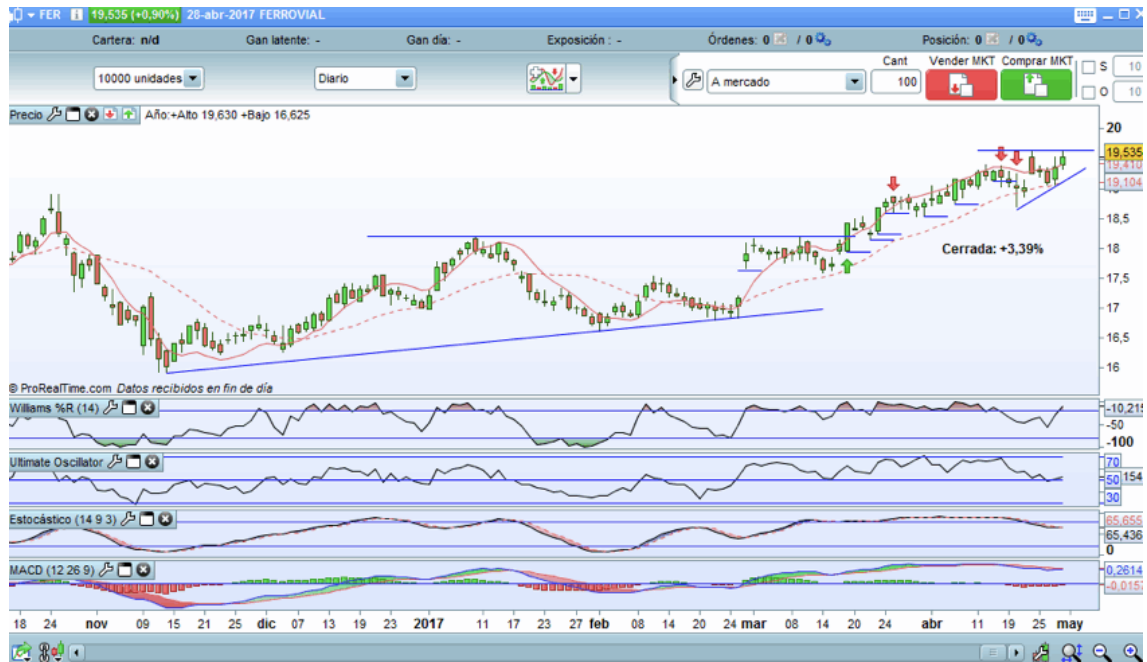 FER 19,535 (+0,90%) 28-abr-2017 FERROVIAL
Cartera: n/d Gan latente: - Gan día: - Exposición : - Órdenes: 0 / 0 Posición: 0 / 0
Cant Vender MKT Comprar MKT
10000 unidades Diario A mercado 100 S 10
O 10
Precio Año:+Alto 19,630 +Bajo 16,625
20
19,535
19,410
19,104
18,5
Cerrada: +3,39%
18
17,5
17
16,5
16
© ProRealTime.com Datos recibidos en fin de día
Williams %R (14)
-10,215
-50
-100
Ultimate Oscillator
70
50
154
30
Estocástico (14 9 3)
65,655
65,436
0
MACD (12 26 9)
0,2614
-0,0157
18 24 nov 09 15 21 25 dic 07 13 19 23 2017 11 17 23 27 feb 08 14 20 24 mar 08 14 20 24 abr 11 19 25 may